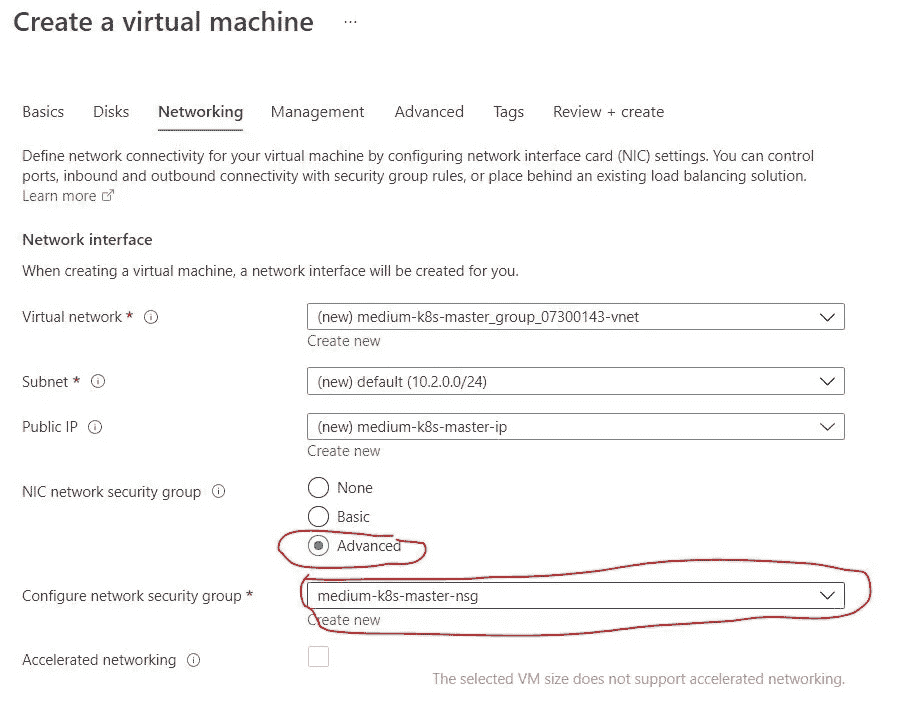 Create a virtual machine ...
Basics Disks Networking Management Advanced Tags Review + create
Define network connectivity for your virtual machine by configuring network interface card (NIC) settings. You can control
ports, inbound and outbound connectivity with security group rules, or place behind an existing load balancing solution.
Learn more
Network interface
When creating a virtual machine, a network interface will be created for you.
Virtual network * (new) medium-k8s-master_group_07300143-vnet
Create new
Subnet * (new) default (10.2.0.0/24)
Public IP (new) medium-k8s-master-ip
Create new
NIC network security group None
Basic
Advanced
Configure network security group * medium-k8s-master-nsg
Create new
Accelerated networking
The selected VM size does not support accelerated networking.